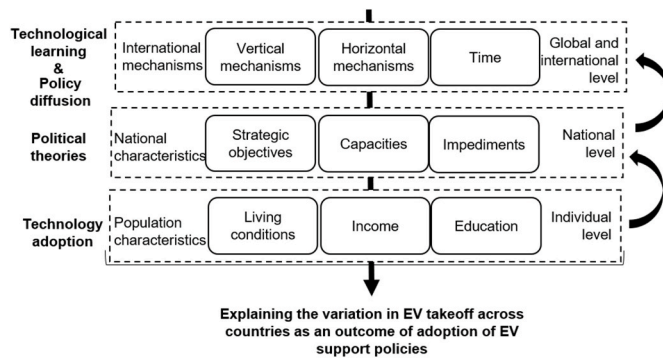 Technological
learning
&
Policy
diffusion
International
mechanisms
Vertical
mechanisms
Horizontal
mechanisms
Time
Global and
international
level
Political
theories
National
characteristics
Strategic
objectives
Capacities
Impediments
National
level
Technology
adoption
Population
characteristics
Living
conditions
Income
Education
Individual
level
Explaining the variation in EV takeoff across
countries as an outcome of adoption of EV
support policies